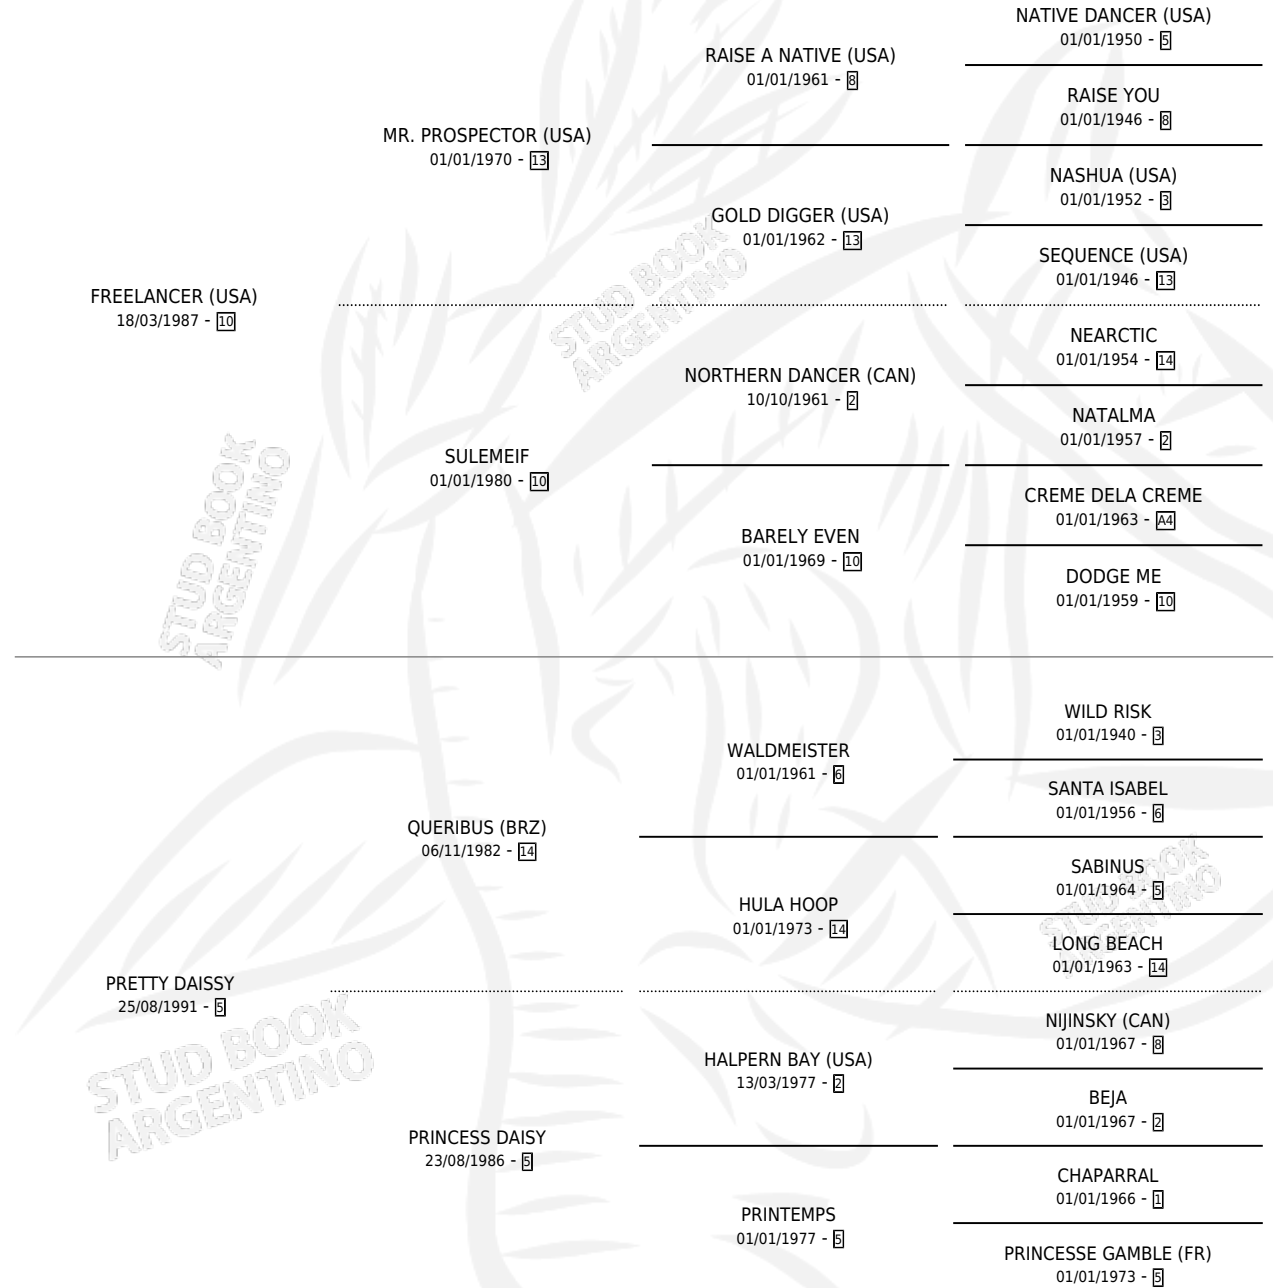 NATIVE DANCER (USA)
01/01/1950 - 5
RAISE A NATIVE (USA)
01/01/1961 - 8
RAISE YOU
01/01/1946 - 8
MR. PROSPECTOR (USA)
01/01/1970 - 13
NASHUA (USA)
01/01/1952 - 3
GOLD DIGGER (USA)
01/01/1962 - 13
SEQUENCE (USA)
01/01/1946 - 13
FREELANCER (USA)
18/03/1987 - 10
NEARCTIC
01/01/1954 - 14
NORTHERN DANCER (CAN)
10/10/1961 - 2
NATALMA
01/01/1957 - 2
SULEMEIF
01/01/1980 - 10
CREME DELA CREME
01/01/1963 - A4
BARELY EVEN
01/01/1969 - 10
DODGE ME
01/01/1959 - 10
WILD RISK
01/01/1940 - 3
WALDMEISTER
01/01/1961 - 6
SANTA ISABEL
01/01/1956 - 6
QUERIBUS (BRZ)
06/11/1982 - 14
SABINUS
01/01/1964 - 5
HULA HOOP
01/01/1973 - 14
LONG BEACH
01/01/1963 - 14
PRETTY DAISSY
25/08/1991 - 5
NIJINSKY (CAN)
01/01/1967 - 8
HALPERN BAY (USA)
13/03/1977 - 2
BEJA
01/01/1967 - 2
PRINCESS DAISY
23/08/1986 - 5
CHAPARRAL
01/01/1966 - 1
PRINTEMPS
01/01/1977 - 5
PRINCESSE GAMBLE (FR)
01/01/1973 - 5
STUD BOOK
ARGENTINO
STUD BOOK
ARGENTINO
STUD BOOK
ARGENTINO
STUD BOOK
ARGENTINO